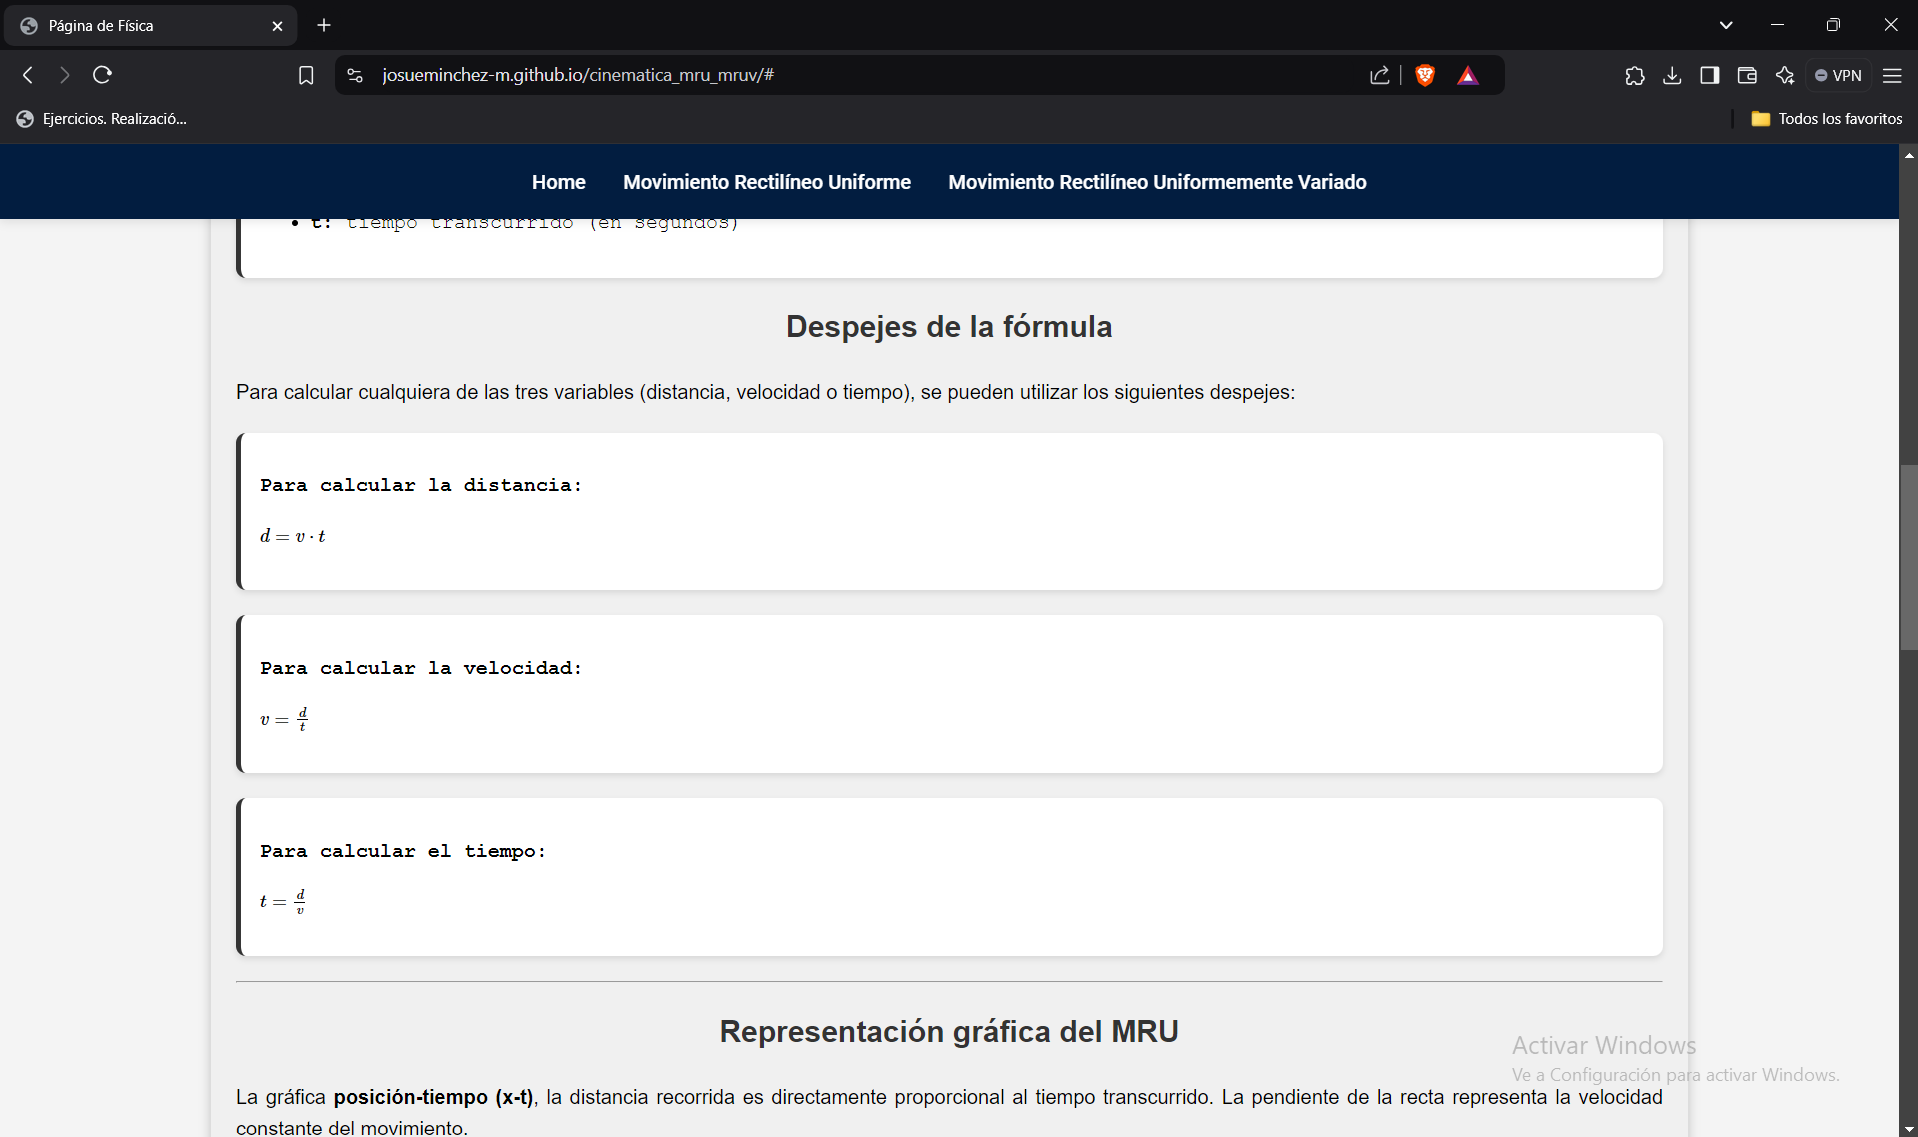 Página de Física
josueminchez-m.github.io/cinematica_mru_mruv/#
VPN
Ejercicios. Realizació...
Todos los favoritos
Home Movimiento Rectilíneo Uniforme Movimiento Rectilíneo Uniformemente Variado
• t: tiempo transcurrido (en segundos)
Despejes de la fórmula
Para calcular cualquiera de las tres variables (distancia, velocidad o tiempo), se pueden utilizar los siguientes despejes:
Para calcular la distancia:
d = v · t
Para calcular la velocidad:
v = d/t
Para calcular el tiempo:
t = d/v
Representación gráfica del MRU
Activar Windows
Ve a Configuración para activar Windows.
La gráfica posición-tiempo (x-t), la distancia recorrida es directamente proporcional al tiempo transcurrido. La pendiente de la recta representa la velocidad
constante del movimiento.